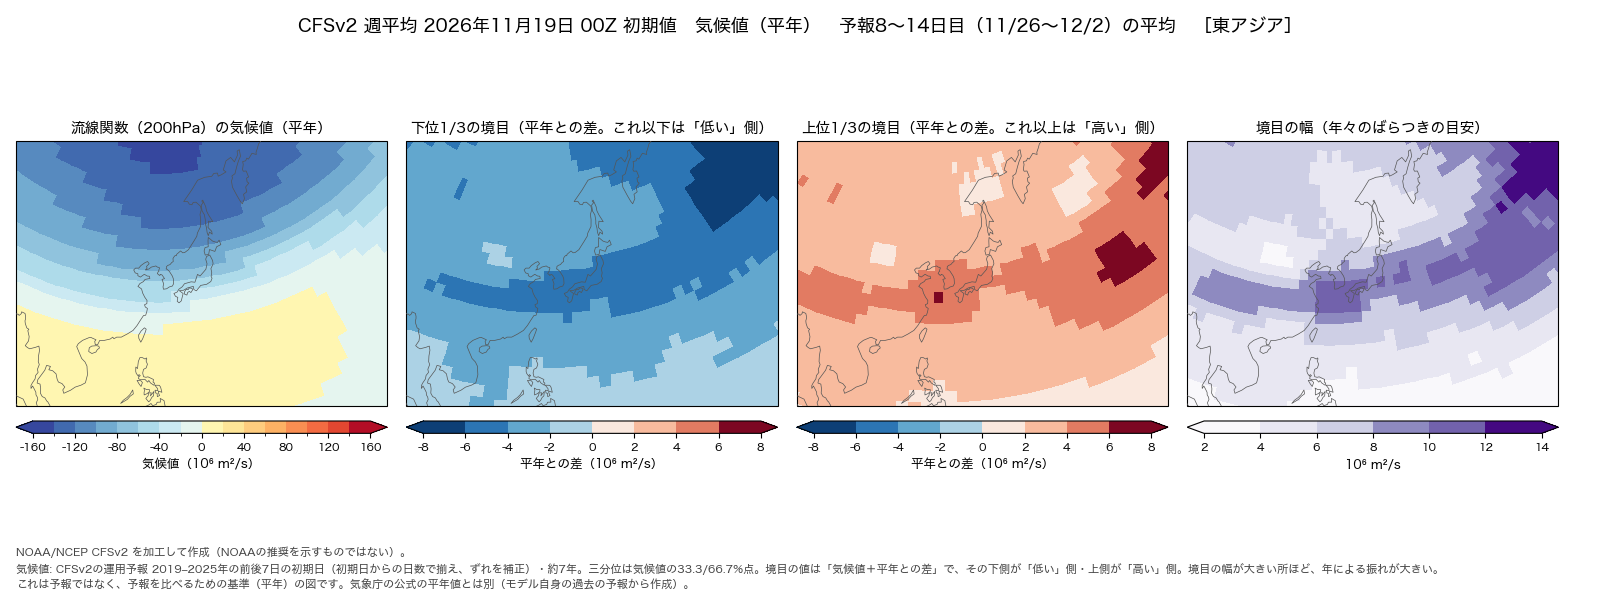 CFSv2 週平均 2026年11月19日 00Z 初期値　気候値（平年）　予報8～14日目（11/26～12/2）の平均　［東アジア］
流線関数（200hPa）の気候値（平年）
下位1/3の境目（平年との差。これ以下は「低い」側）
上位1/3の境目（平年との差。これ以上は「高い」側）
境目の幅（年々のばらつきの目安）
-160 -120 -80 -40 0 40 80 120 160
気候値（10⁶ m²/s）
-8 -6 -4 -2 0 2 4 6 8
平年との差（10⁶ m²/s）
-8 -6 -4 -2 0 2 4 6 8
平年との差（10⁶ m²/s）
2 4 6 8 10 12 14
10⁶ m²/s
NOAA/NCEP CFSv2 を加工して作成（NOAAの推奨を示すものではない）。
気候値: CFSv2の運用予報 2019–2025年の前後7日の初期日（初期日からの日数で揃え、ずれを補正）・約7年。三分位は気候値の33.3/66.7%点。境目の値は「気候値＋平年との差」で、その下側が「低い」側・上側が「高い」側。境目の幅が大きい所ほど、年による振れが大きい。
これは予報ではなく、予報を比べるための基準（平年）の図です。気象庁の公式の平年値とは別（モデル自身の過去の予報から作成）。